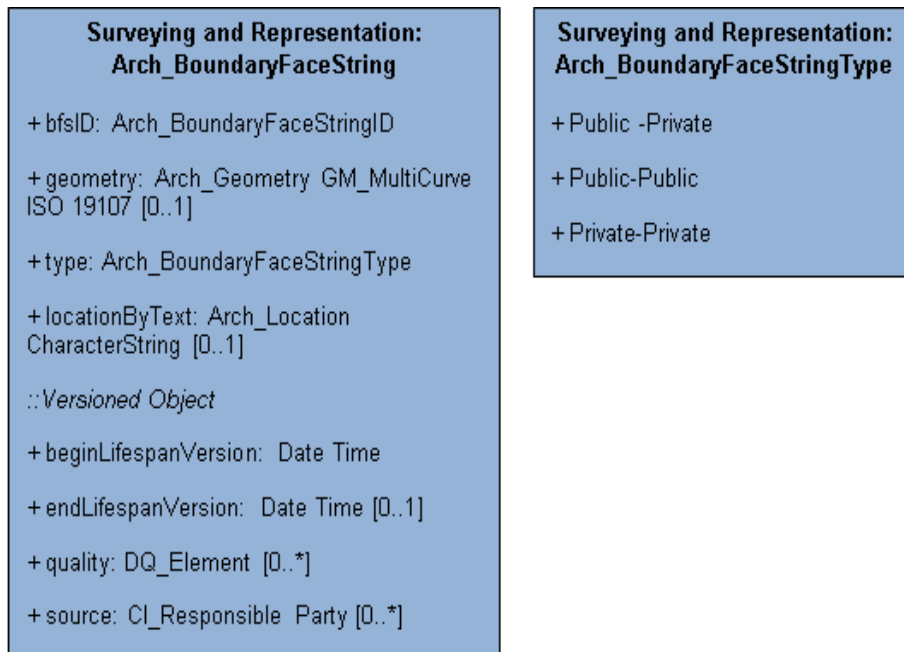 Surveying and Representation:
Arch_BoundaryFaceString
+ bfsID: Arch_BoundaryFaceStringID
+ geometry: Arch_Geometry GM_MultiCurve
ISO 19107 [0..1]
+ type: Arch_BoundaryFaceStringType
+ locationByText: Arch_Location
CharacterString [0..1]
::Versioned Object
+ beginLifespanVersion: Date Time
+ endLifespanVersion: Date Time [0..1]
+ quality: DQ_Element [0..*]
+ source: CI_Responsible Party [0..*]
Surveying and Representation:
Arch_BoundaryFaceStringType
+ Public -Private
+ Public-Public
+ Private-Private